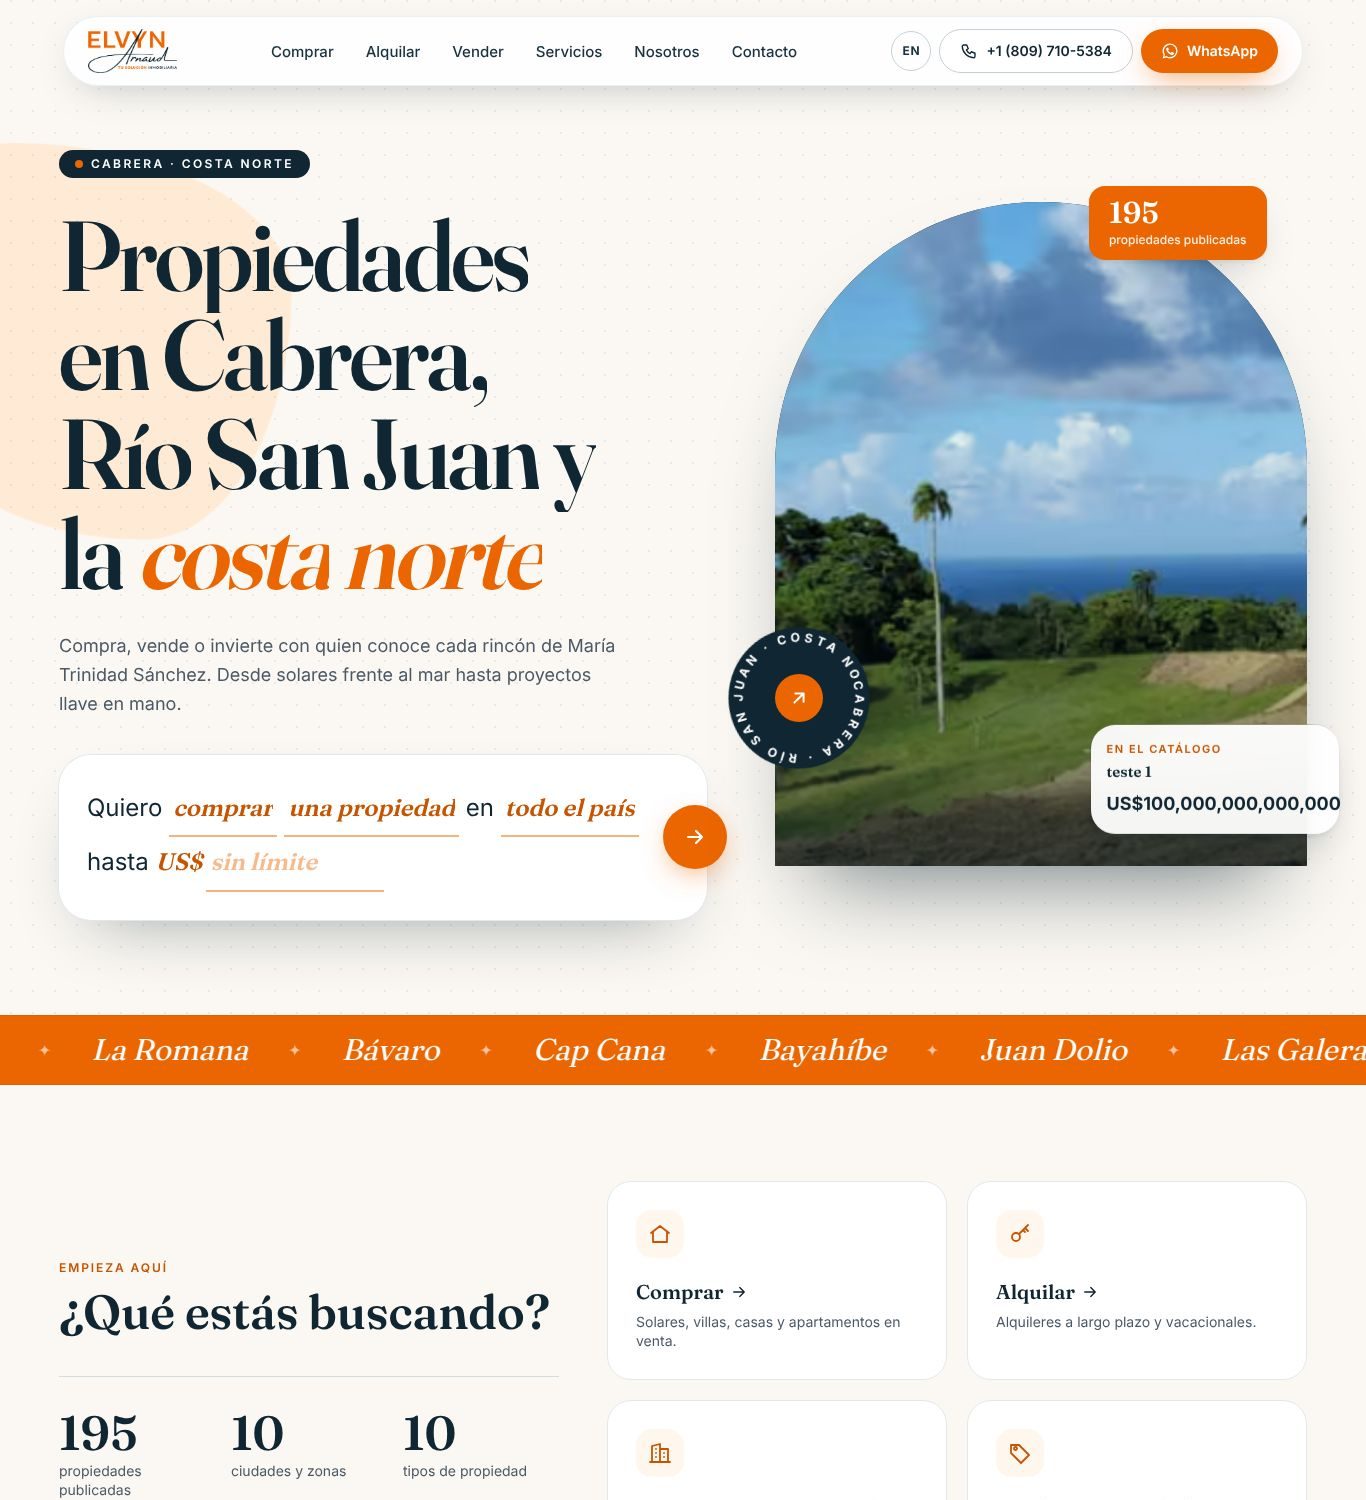 ELVYN
Arnaud
TU SOLUCIÓN INMOBILIARIA
Comprar
Alquilar
Vender
Servicios
Nosotros
Contacto
EN
+1 (809) 710-5384
WhatsApp
CABRERA · COSTA NORTE
Propiedades
en Cabrera,
Río San Juan y
la costa norte
Compra, vende o invierte con quien conoce cada rincón de María
Trinidad Sánchez. Desde solares frente al mar hasta proyectos
llave en mano.
Quiero comprar una propiedad en todo el país
hasta US$ sin límite
195
propiedades publicadas
CABRERA · RÍO SAN JUAN · COSTA NO
EN EL CATÁLOGO
teste 1
US$100,000,000,000,000
La Romana ✦ Bávaro ✦ Cap Cana ✦ Bayahíbe ✦ Juan Dolio ✦ Las Galera
EMPIEZA AQUÍ
¿Qué estás buscando?
195
propiedades
publicadas
10
ciudades y zonas
10
tipos de propiedad
Comprar →
Solares, villas, casas y apartamentos en
venta.
Alquilar →
Alquileres a largo plazo y vacacionales.